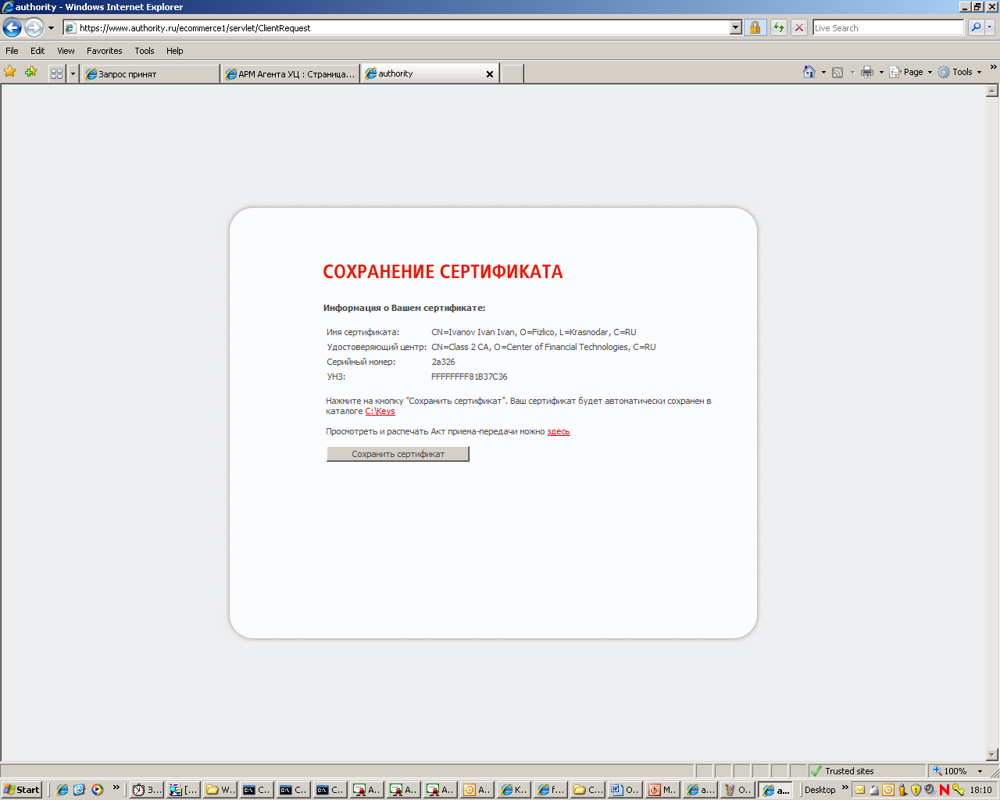 authority - Windows Internet Explorer
https://www.authority.ru/ecommerce1/servlet/ClientRequest
Live Search
File Edit View Favorites Tools Help
Запрос принят
АРМ Агента УЦ : Страница...
authority
Page
Tools
СОХРАНЕНИЕ СЕРТИФИКАТА
Информация о Вашем сертификате:
Имя сертификата: CN=Ivanov Ivan Ivan, O=Fizlico, L=Krasnodar, C=RU
Удостоверяющий центр: CN=Class 2 CA, O=Center of Financial Technologies, C=RU
Серийный номер: 2a326
УНЗ: FFFFFFFF81B37C36
Нажмите на кнопку "Сохранить сертификат". Ваш сертификат будет автоматически сохранен в
каталоге C:\Keys
Просмотреть и распечать Акт приема-передачи можно здесь
Сохранить сертификат
Trusted sites
100%
Start
3.. [... W.. C.. C.. C.. A.. A.. A.. A.. K.. f... C.. O.. M.. a... O.. a...
Desktop
18:10